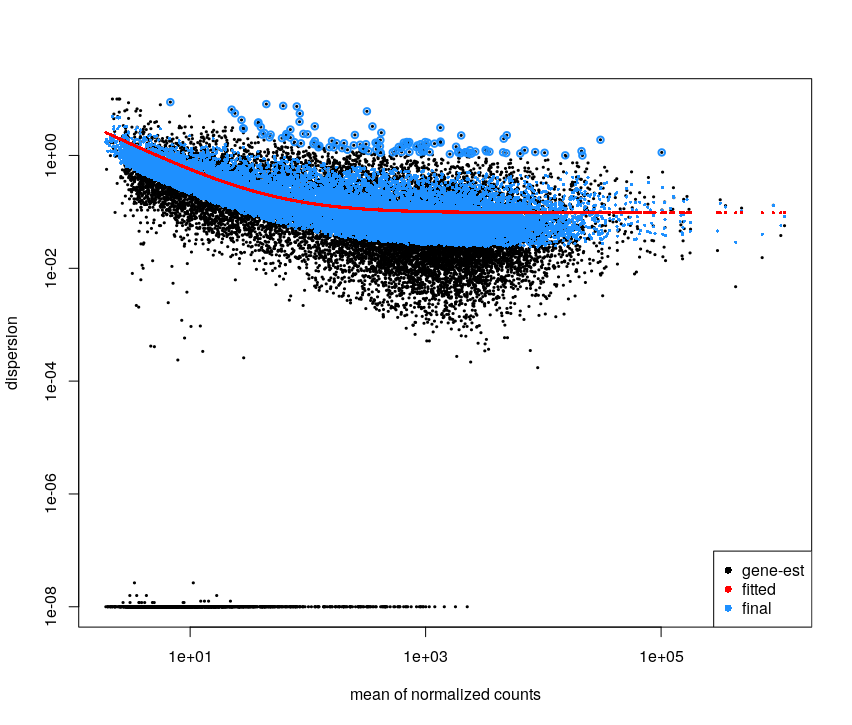 1e+00
1e-02
1e-04
1e-06
1e-08
dispersion
1e+01
1e+03
1e+05
mean of normalized counts
gene-est
fitted
final